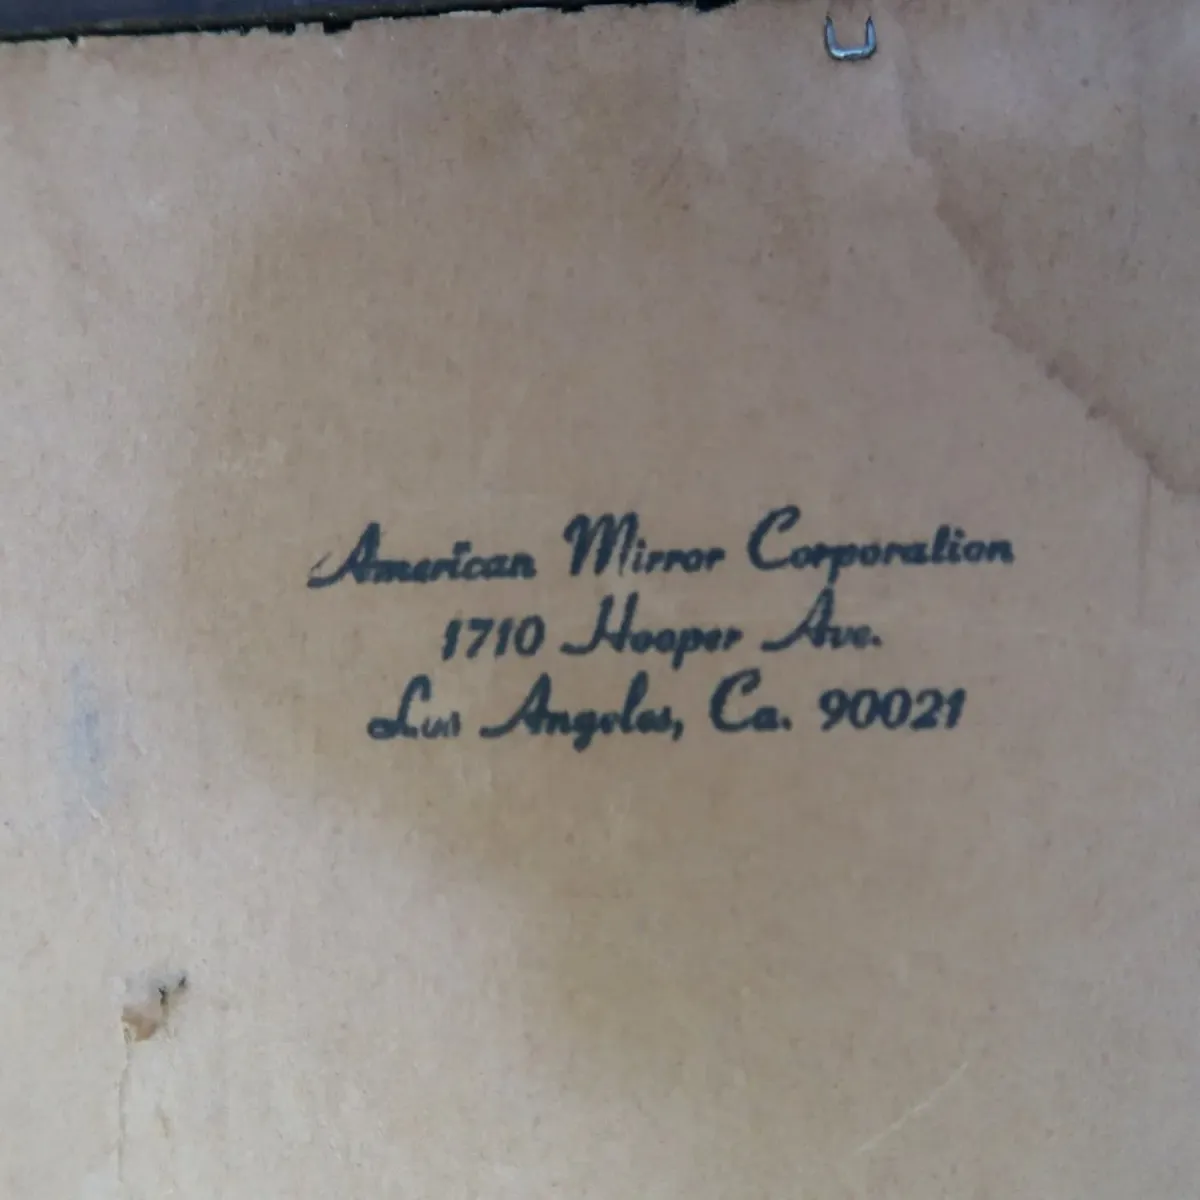 American Mirror Corporation
1710 Hooper Ave.
Los Angeles, Ca. 90021